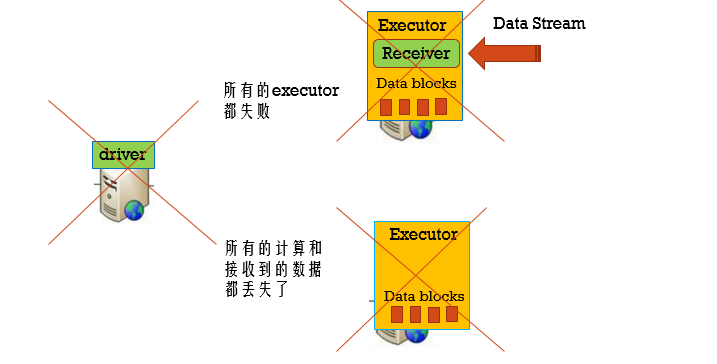 Executor
Receiver
Data blocks
Data Stream
所有的executor
都失败
driver
所有的计算和
接收到的数据
都丢失了
Executor
Data blocks